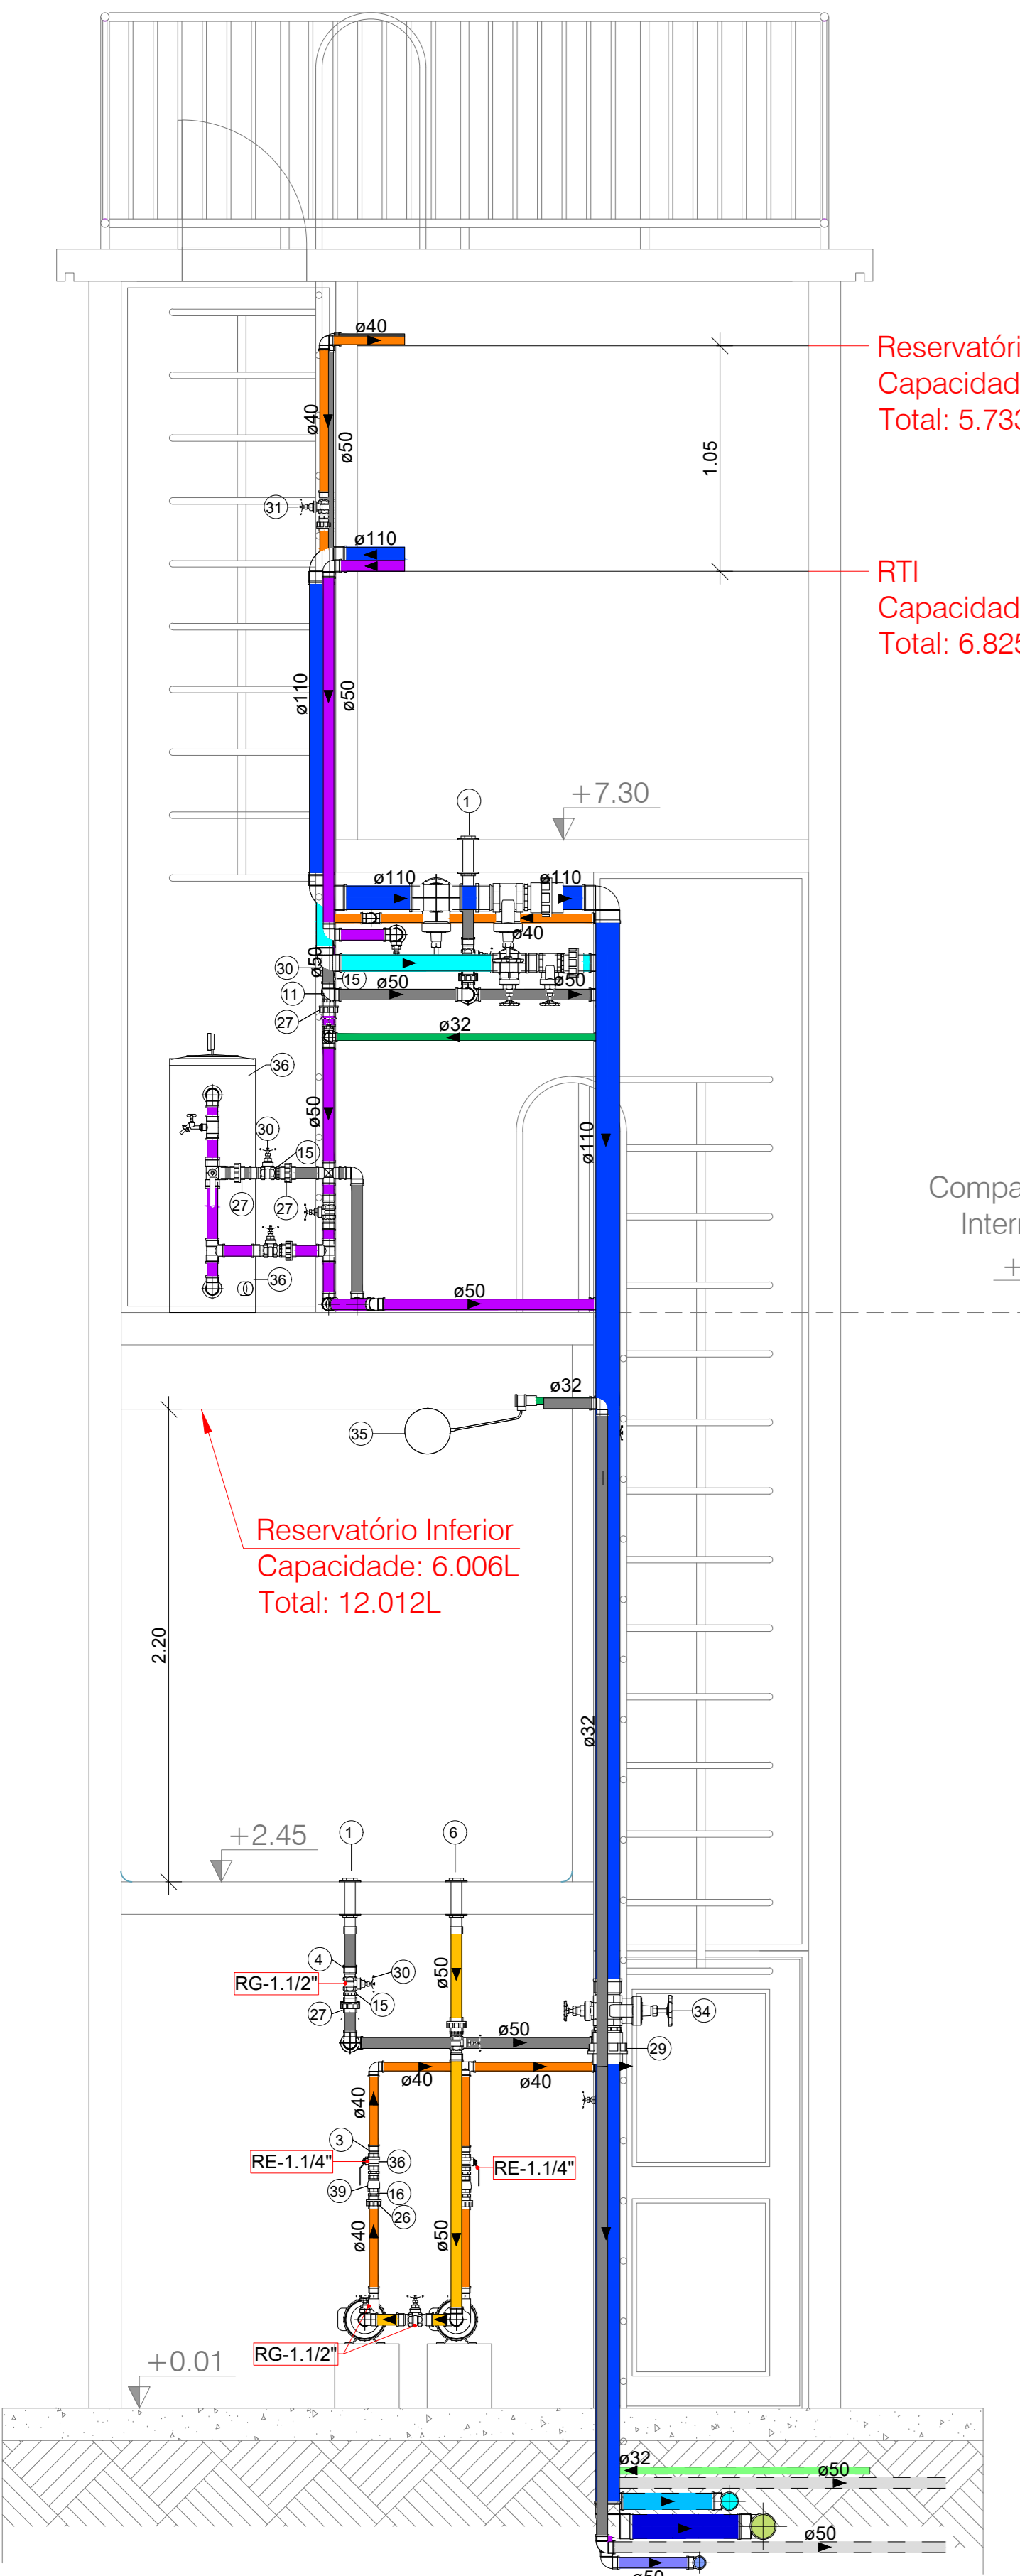 ø40
Reservatóri
Capacidad
Total: 5.733
ø40
ø50
1.05
31
ø110
RTI
Capacidad
Total: 6.825
ø110
ø50
+7.30
1
ø110
ø110
ø40
ø50
30
15
ø50
ø50
11
27
ø32
36
ø50
30
15
ø110
27
27
Compa
Inter
+
36
ø50
ø32
35
Reservatório Inferior
Capacidade: 6.006L
Total: 12.012L
2.20
ø32
+2.45
1
6
4
RG-1.1/2"
30
ø50
15
27
34
ø50
29
ø40
ø40
ø40
3
RE-1.1/4"
36
RE-1.1/4"
39
16
26
ø40
ø50
RG-1.1/2"
+0.01
ø32
ø50
ø50
ø50